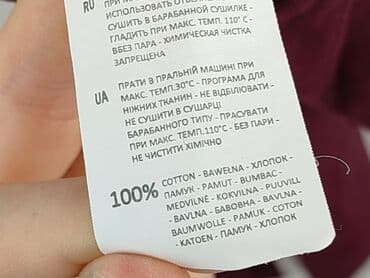 RU
ИСПОЛЬЗОВАТЬ
СУШИТЬ В БАРАБАННОЙ СУШИЛКЕ -
ГЛАДИТЬ ПРИ МАКС. ТЕМП. 110° С -
ВБЕЗ ПАРА - ХИМИЧЕСКАЯ ЧИСТКА
ЗАПРЕЩЕНА
UA
ПРАТИ В ПРАЛЬНІЙ МАШИНІ ПРИ
МАКС. ТЕМП.30°С - ПРОГРАМА ДЛЯ
НІЖНИХ ТКАНИН - НЕ ВІДБІЛЮВАТИ -
НЕ СУШИТИ В СУШАРЦІ
БАРАБАННОГО ТИПУ - ПРАСУВАТИ
ПРИ МАКС. ТЕМП.110°С - БЕЗ ПАРИ -
НЕ ЧИСТИТИ ХІМІЧНО
100%
COTTON - BAWEŁNA - ХЛОПОК -
ПАМУК - PAMUT - BUMBAC -
MEDVILNĖ - KOKVILNA - PUUVILL
- BAVLNA - БАВОВНА - BAVLNA -
BAUMWOLLE - PAMUK - COTON
- KATOEN - ПАМУК - ХЛОПОК